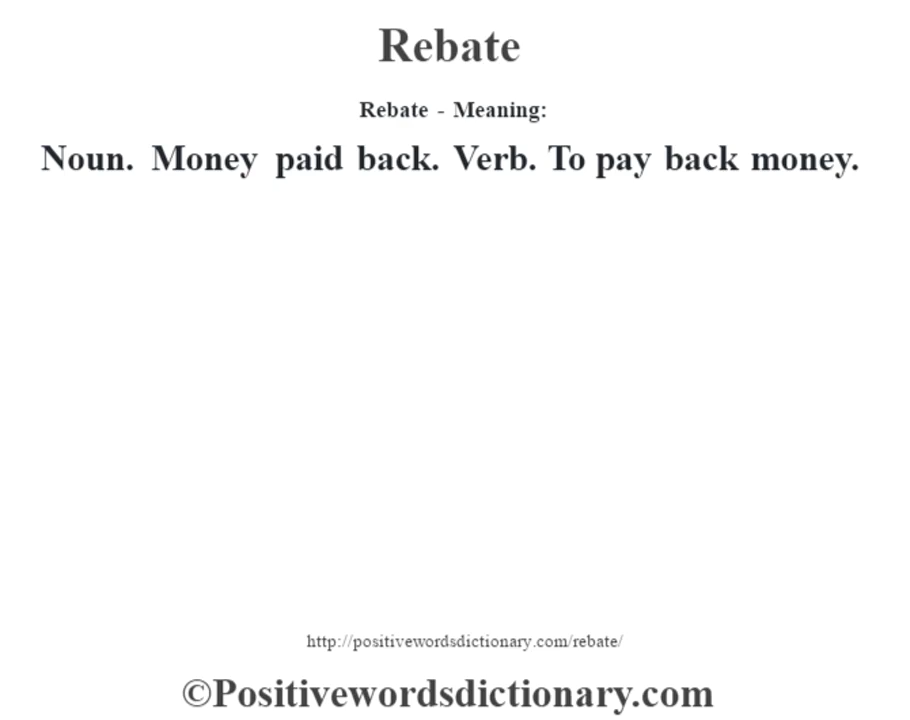 Rebate
Rebate - Meaning:
Noun. Money paid back. Verb. To pay back money.
http://positivewordsdictionary.com/rebate/
©Positivewordsdictionary.com